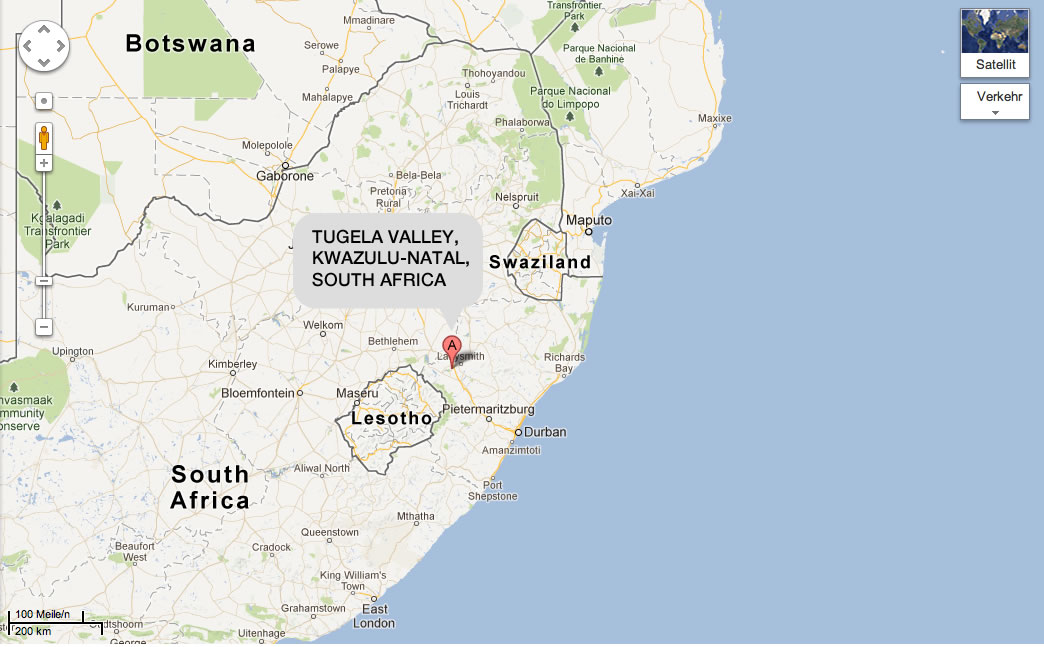 Transfrontier
Park
Mmadinare
Botswana
Serowe
Palapye
Mahalapye
Parque Nacional
de Banhine
Satellit
Thohoyandou
Louis
Trichardt
Parque Nacional
do Limpopo
Verkehr
Phalaborwa
Maxixe
Molepolole
Gaborone
Bela-Bela
Pretoria
Rural
Nelspruit
Xai-Xai
Kgalagadi
Transfrontier
Park
Maputo
TUGELA VALLEY,
KWAZULU-NATAL,
SOUTH AFRICA
Swaziland
Kuruman
Welkom
Bethlehem
A
Ladysmith
Upington
Kimberley
Richards
Bay
Bloemfontein
Maseru
nvasmaak
mmunity
onserve
Lesotho
Pietermaritzburg
Durban
Amanzimtoti
South
Africa
Aliwal North
Port
Shepstone
Mthatha
Queenstown
Beaufort
West
Cradock
King William's
Town
Grahamstown
East
London
100 Meile/n
200 km
Oudtshoorn
George
Uitenhage